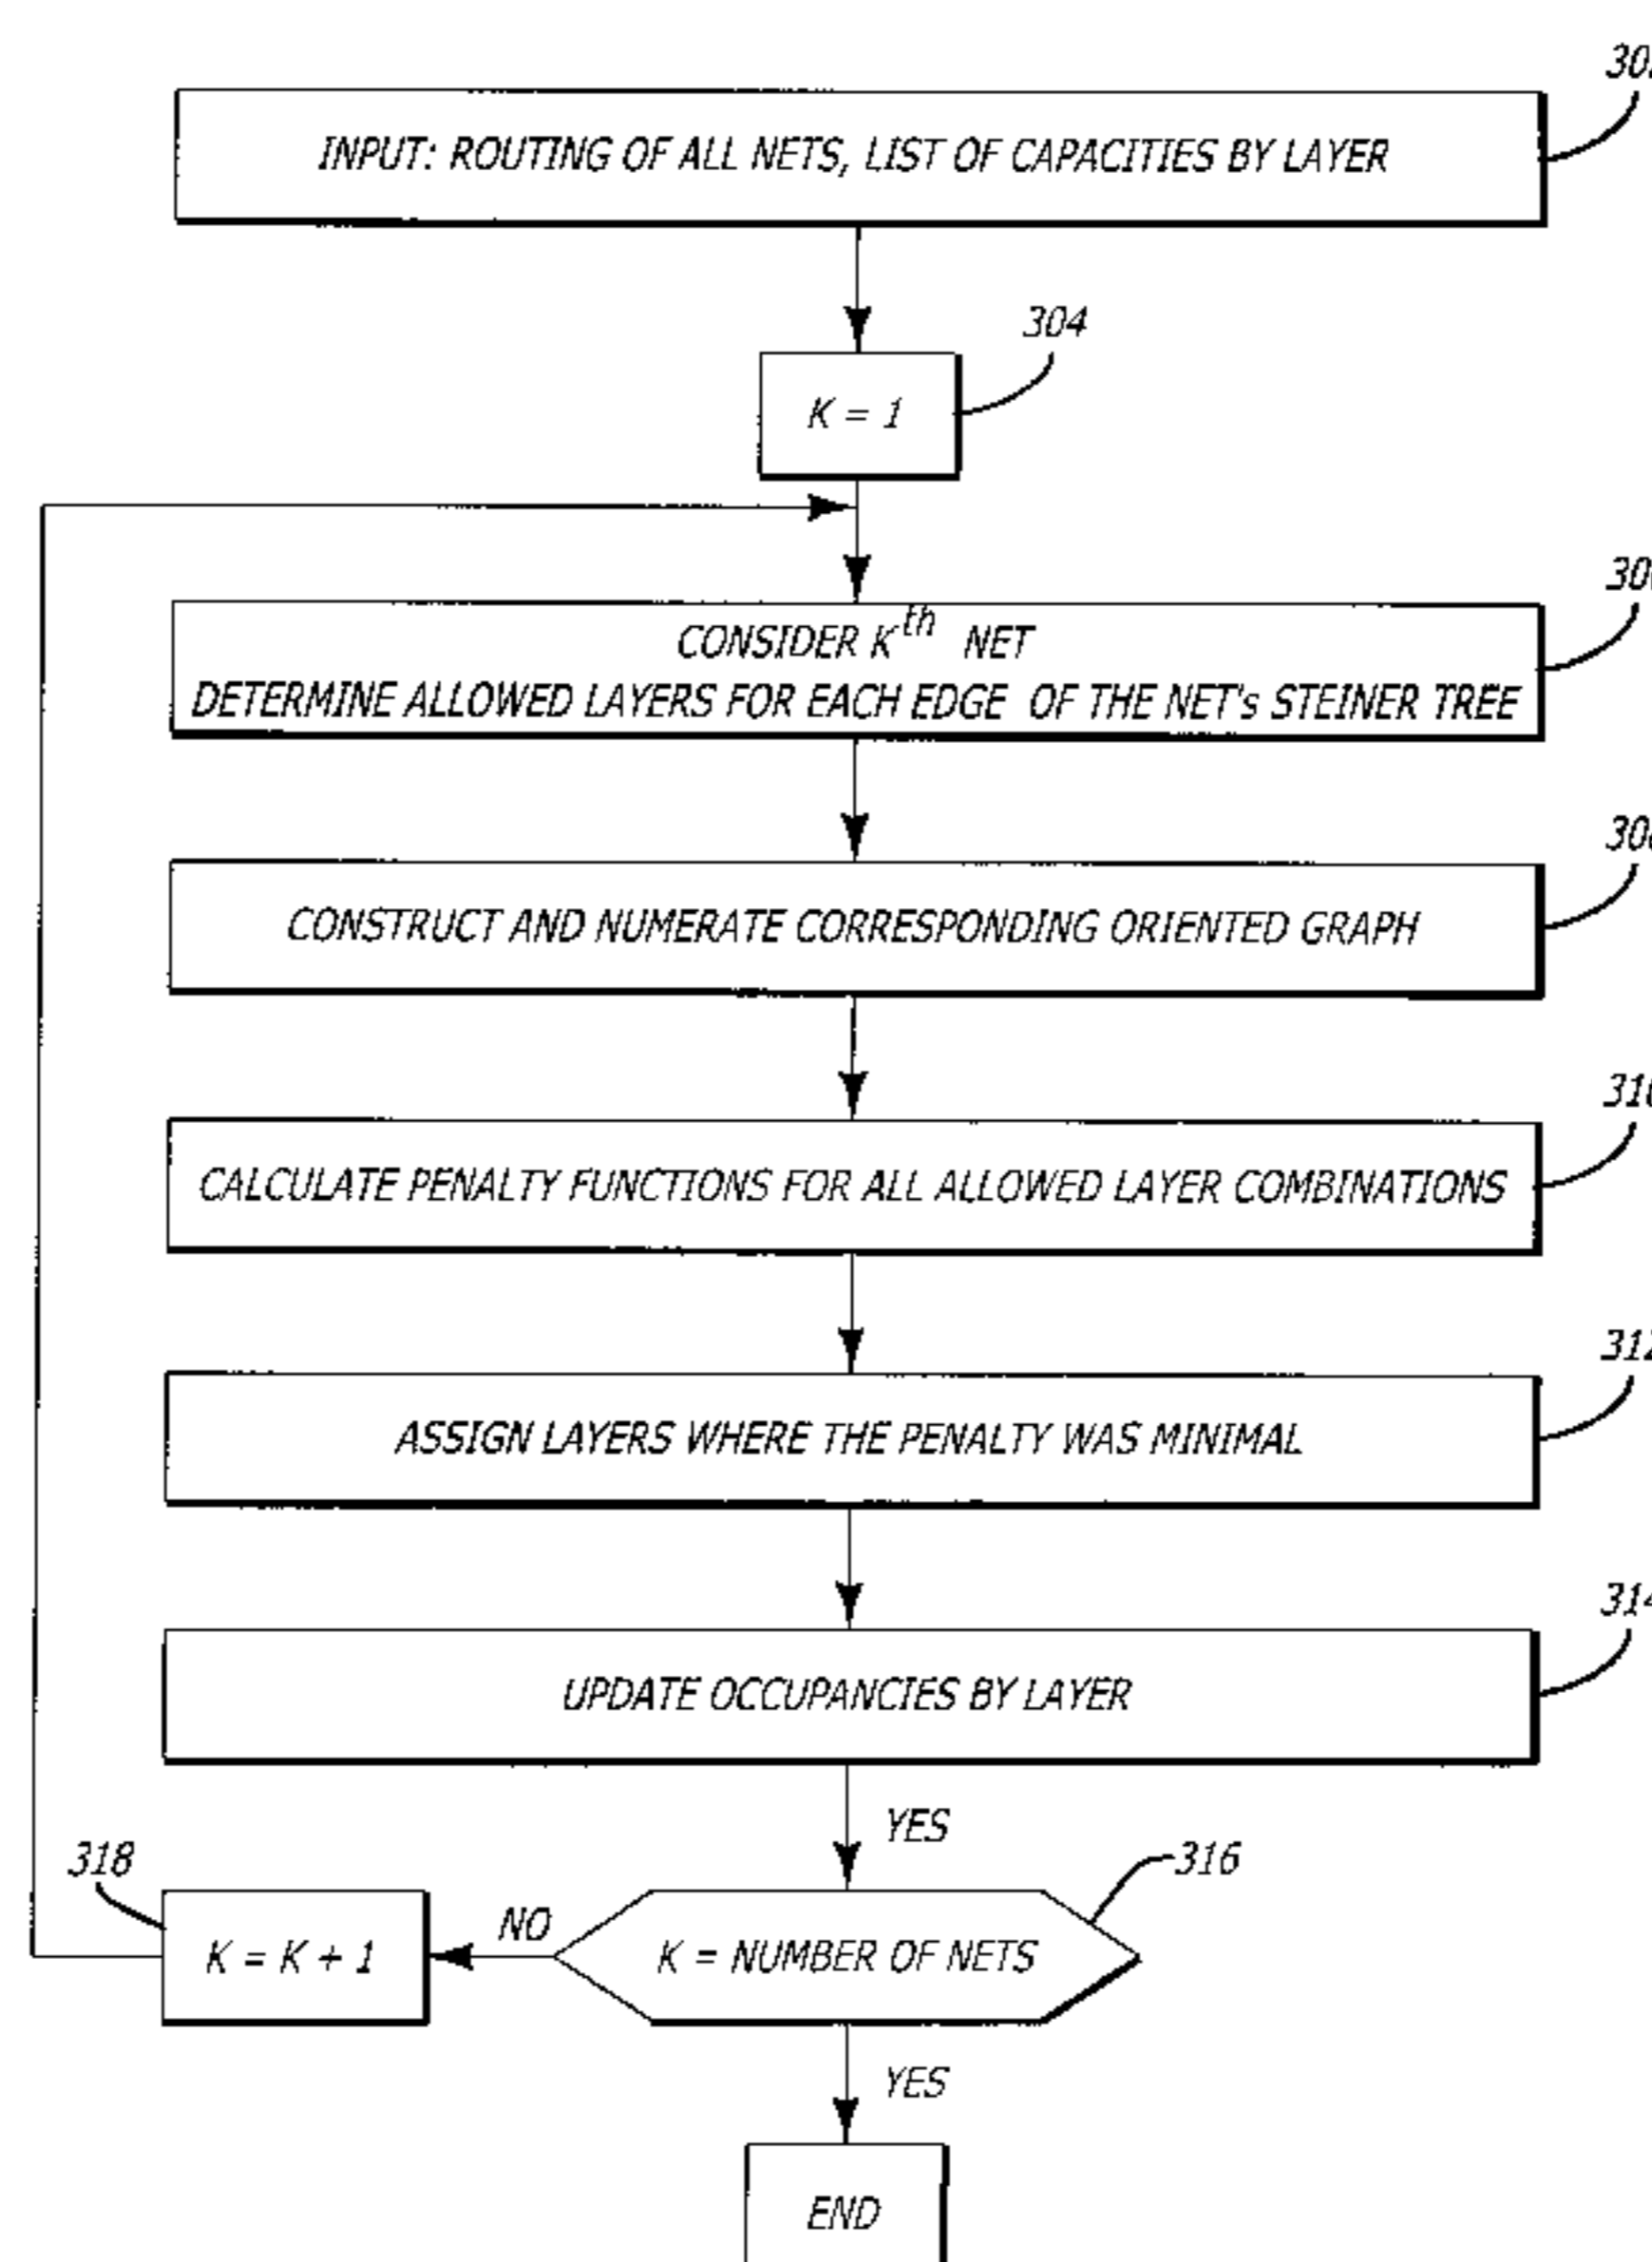 INPUT: ROUTING OF ALL NETS, LIST OF CAPACITIES BY LAYER
304
K = 1
CONSIDER Kth NET
DETERMINE ALLOWED LAYERS FOR EACH EDGE OF THE NET's STEINER TREE
CONSTRUCT AND NUMERATE CORRESPONDING ORIENTED GRAPH
CALCULATE PENALTY FUNCTIONS FOR ALL ALLOWED LAYER COMBINATIONS
312
ASSIGN LAYERS WHERE THE PENALTY WAS MINIMAL
314
UPDATE OCCUPANCIES BY LAYER
YES
318
316
NO
K = K + 1
K = NUMBER OF NETS
YES
END